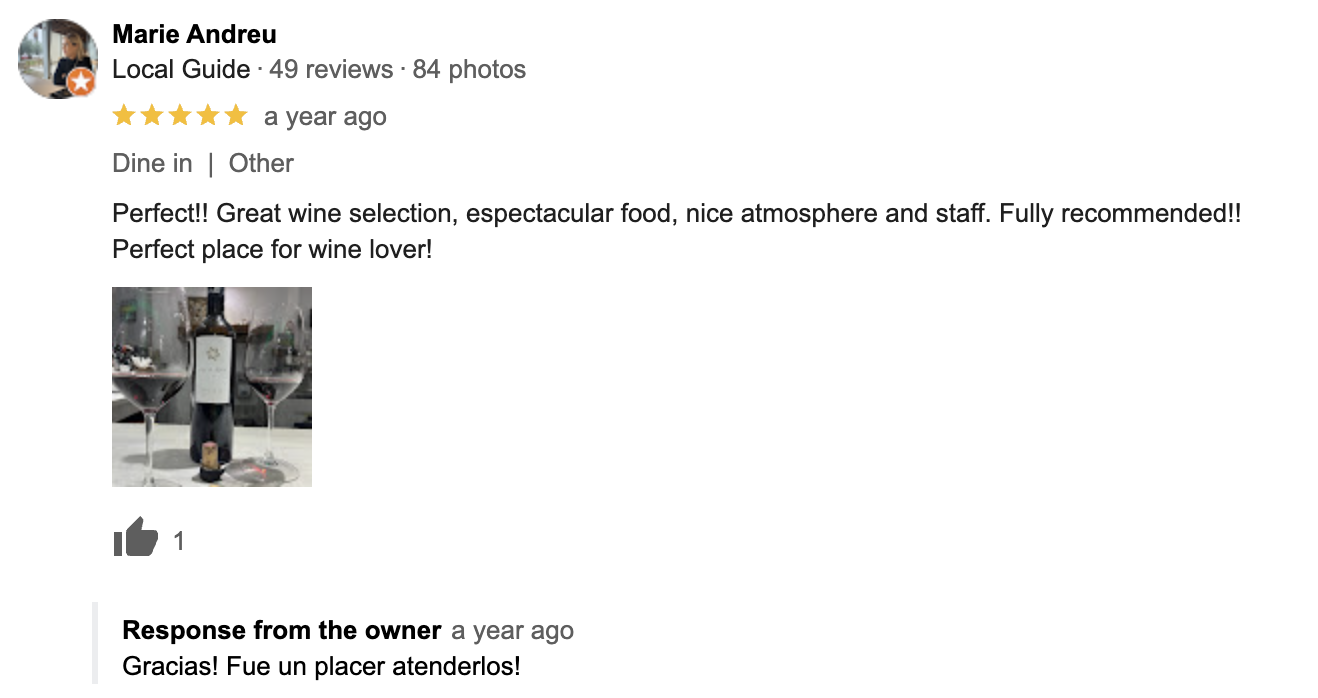 Marie Andreu
Local Guide · 49 reviews · 84 photos
a year ago
Dine in | Other
Perfect!! Great wine selection, espectacular food, nice atmosphere and staff. Fully recommended!!
Perfect place for wine lover!
1
Response from the owner a year ago
Gracias! Fue un placer atenderlos!